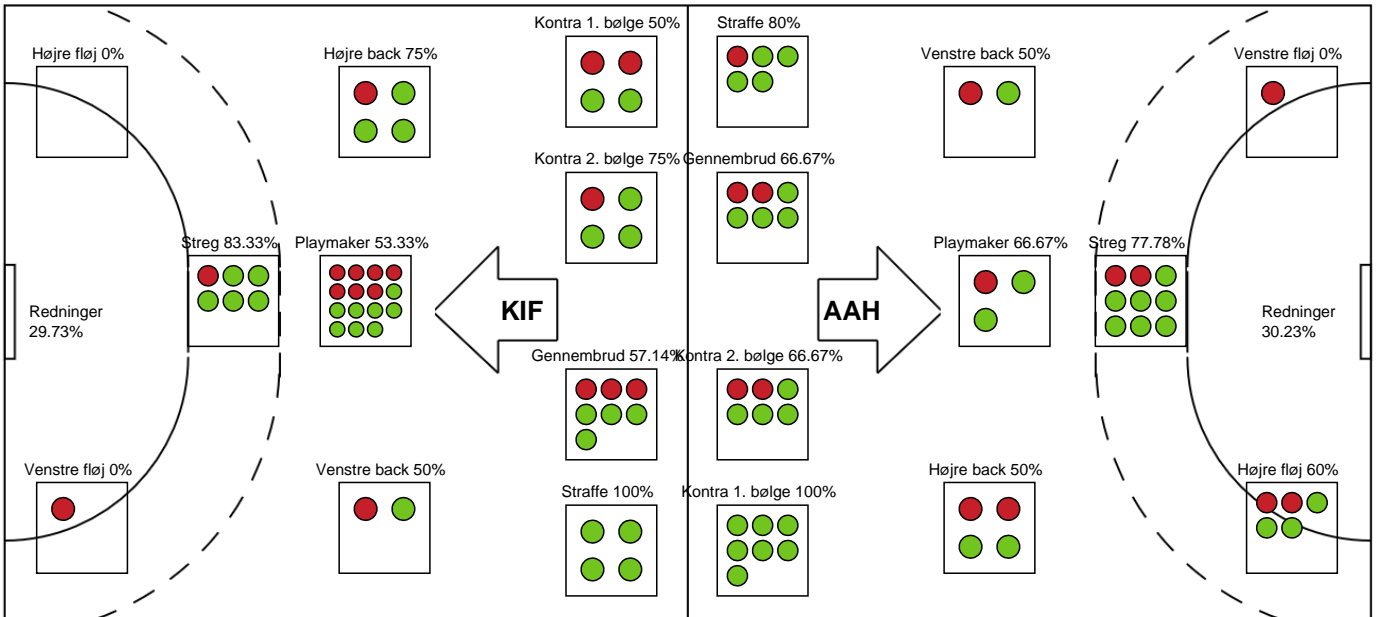 Kontra 1. bølge 50%
Straffe 80%
Højre fløj 0%
Højre back 75%
Venstre back 50%
Venstre fløj 0%
Kontra 2. bølge 75%
Gennembrud 66.67%
Streg 83.33%
Playmaker 53.33%
Playmaker 66.67%
Streg 77.78%
Redninger
29.73%
KIF
AAH
Redninger
30.23%
Gennembrud 57.14%
Kontra 2. bølge 66.67%
Venstre fløj 0%
Venstre back 50%
Straffe 100%
Kontra 1. bølge 100%
Højre back 50%
Højre fløj 60%